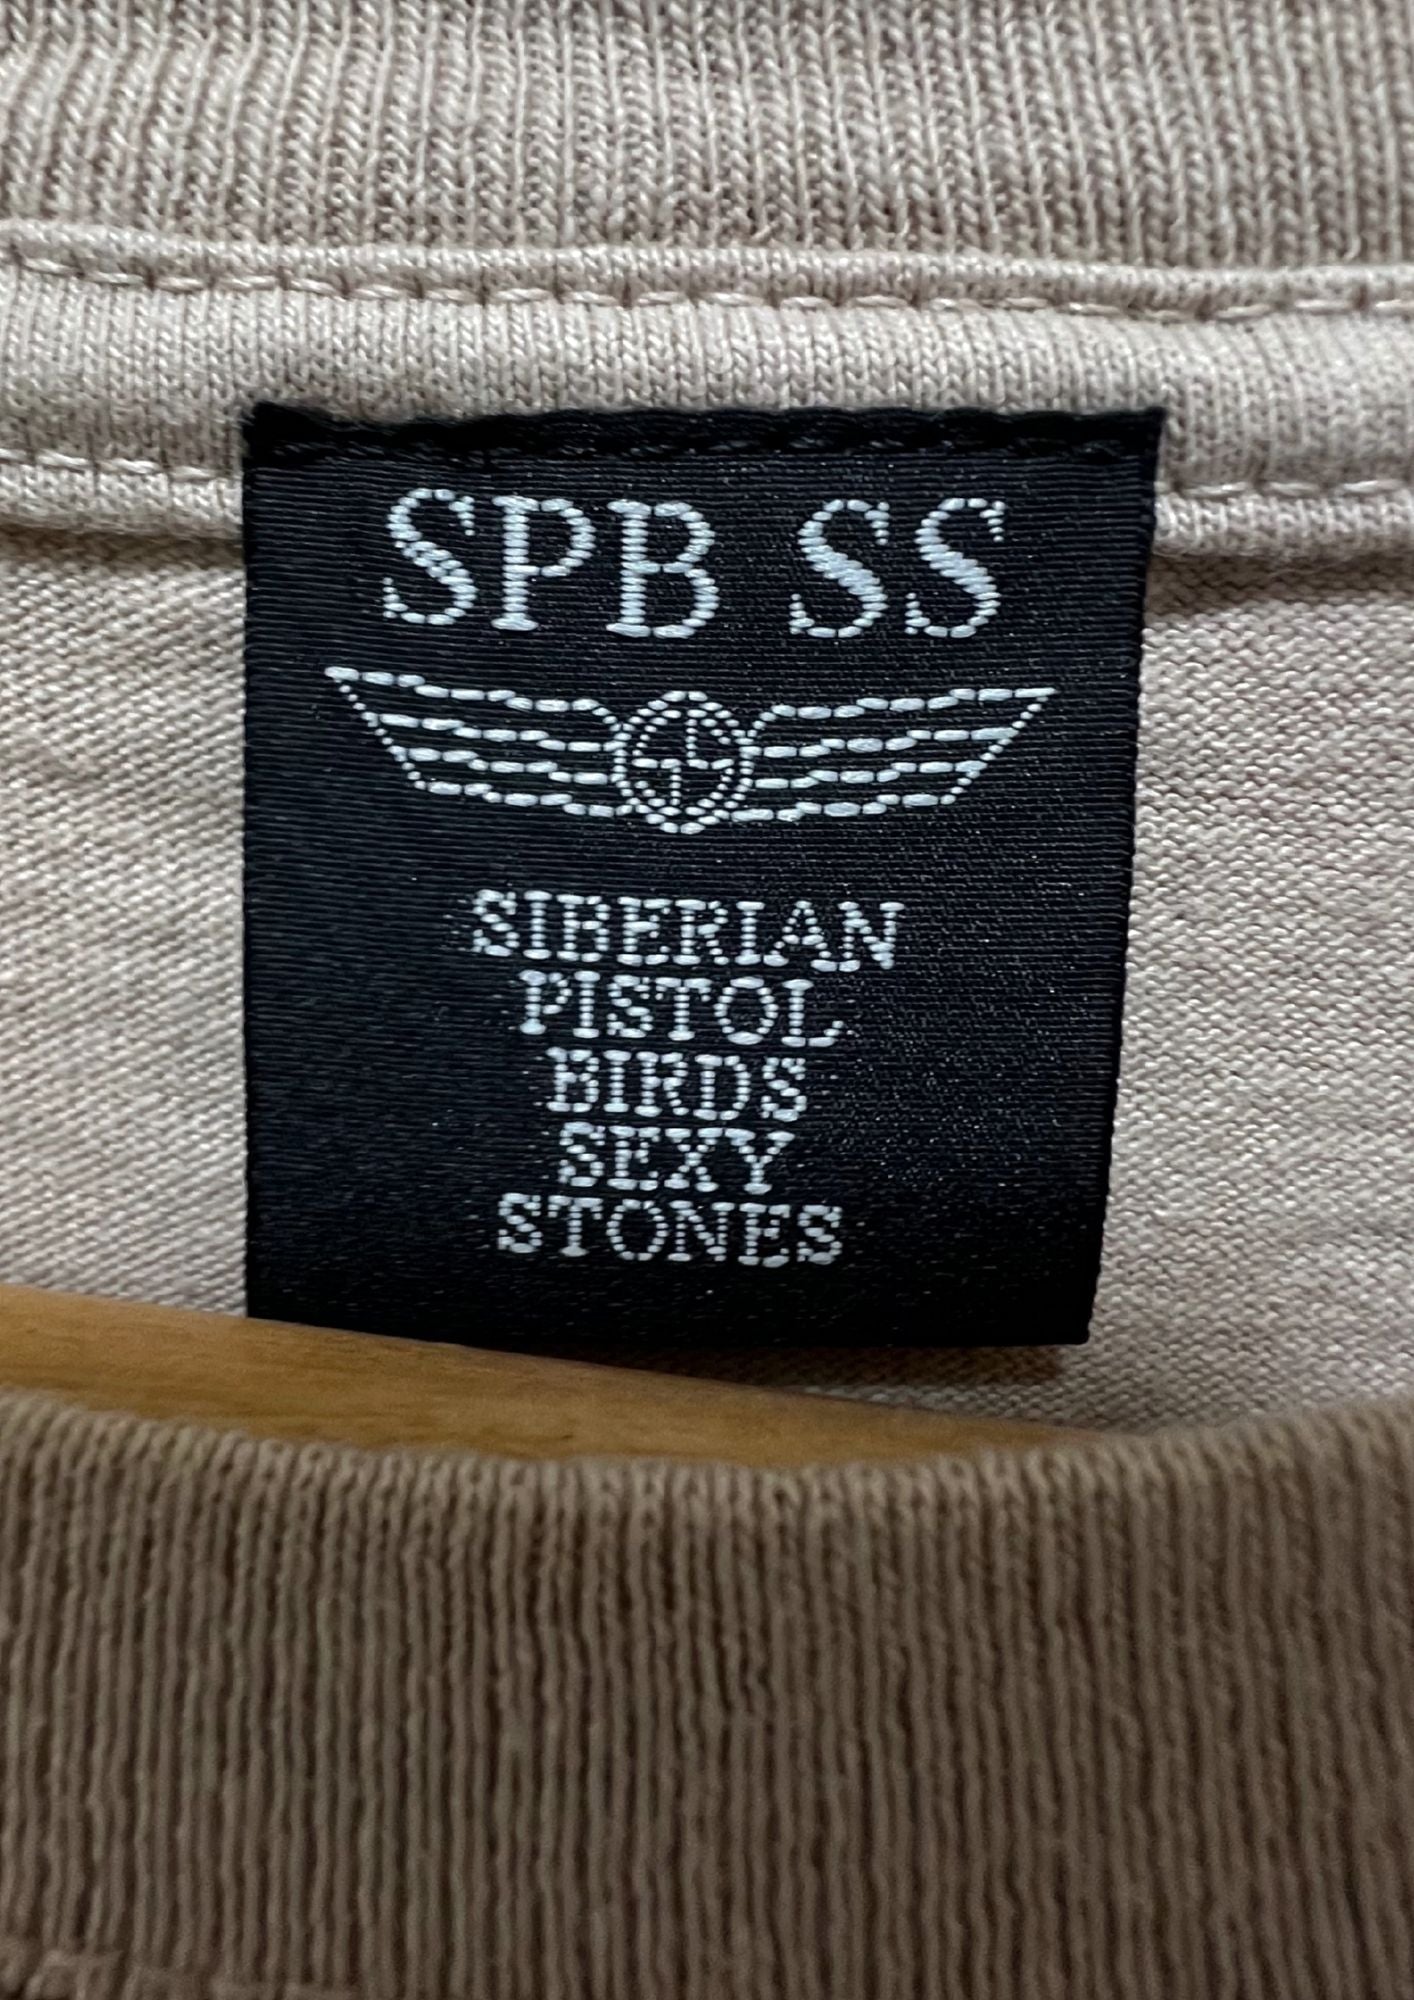 SPB SS
SIBERIAN
PISTOL
BIRDS
SEXY
STONES